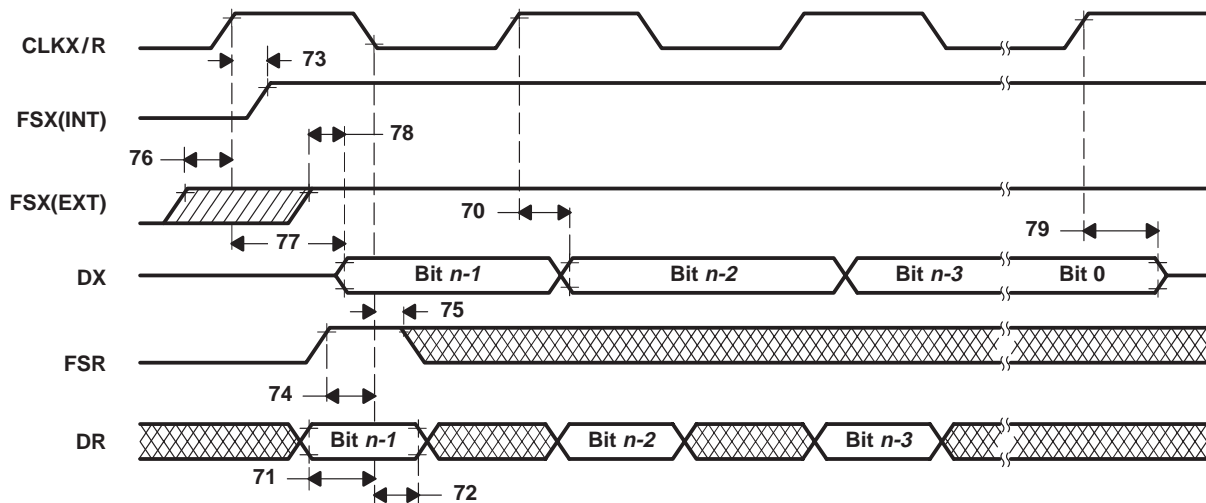 CLKX/R
73
FSX(INT)
78
76
FSX(EXT)
70
77
79
DX
Bit n-1
Bit n-2
Bit n-3
Bit 0
75
FSR
74
DR
Bit n-1
Bit n-2
Bit n-3
71
72